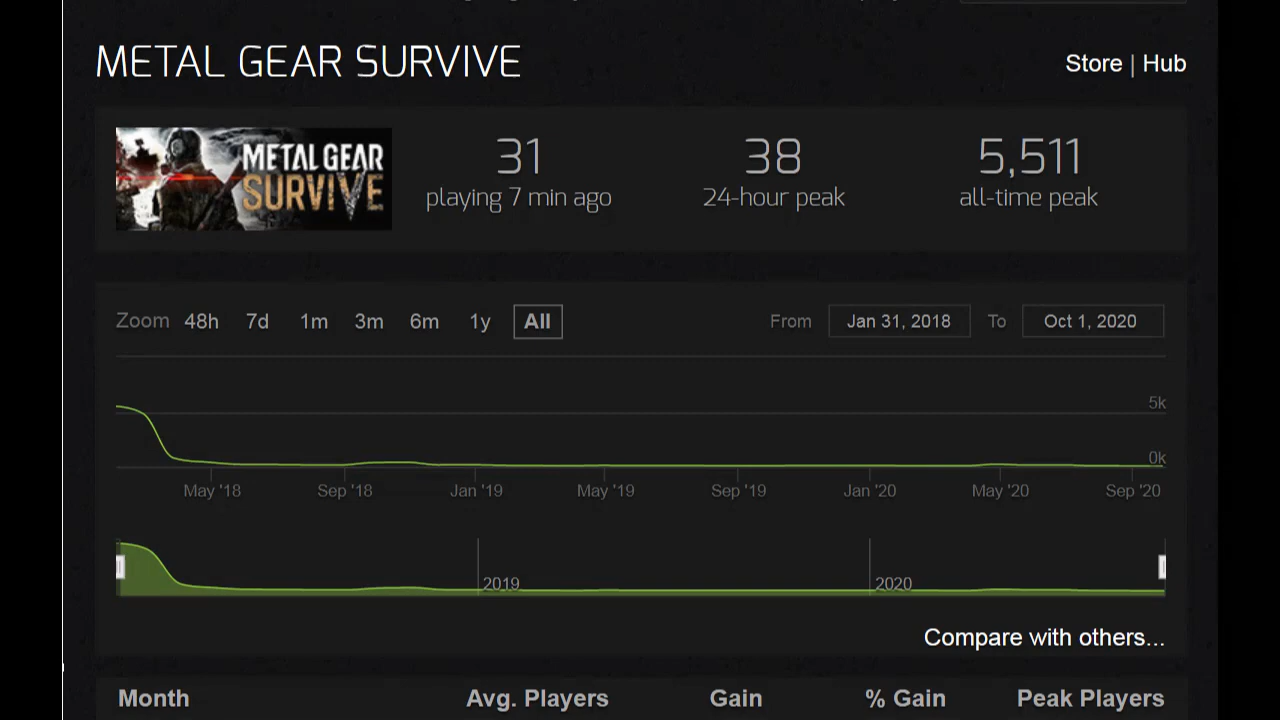 METAL GEAR SURVIVE
Store | Hub
METAL GEAR
SURVIVE
31
playing 7 min ago
38
24-hour peak
5,511
all-time peak
Zoom 48h 7d 1m 3m 6m 1y All
From Jan 31, 2018 To Oct 1, 2020
5k
0k
May '18 Sep '18 Jan '19 May '19 Sep '19 Jan '20 May '20 Sep '20
2019 2020
Compare with others...
Month Avg. Players Gain % Gain Peak Players